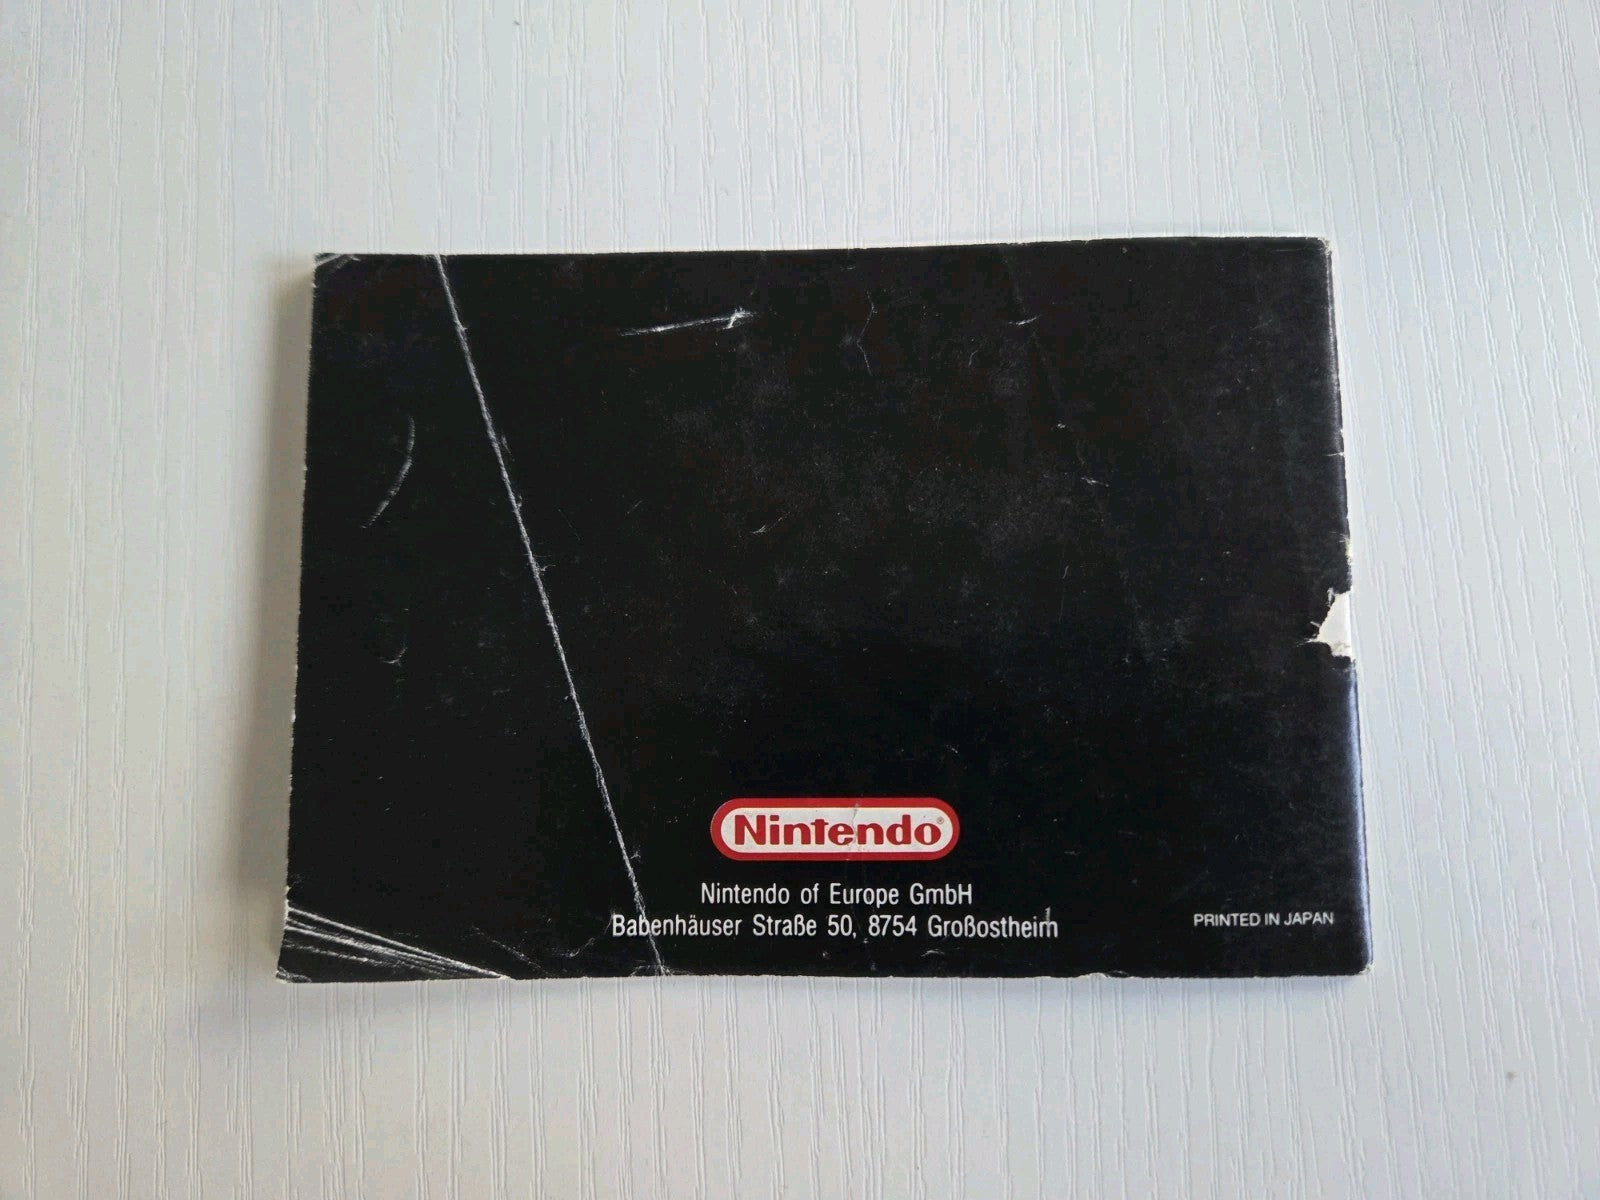 Nintendo®
Nintendo of Europe GmbH
Babenhäuser Straße 50, 8754 Großostheim
PRINTED IN JAPAN